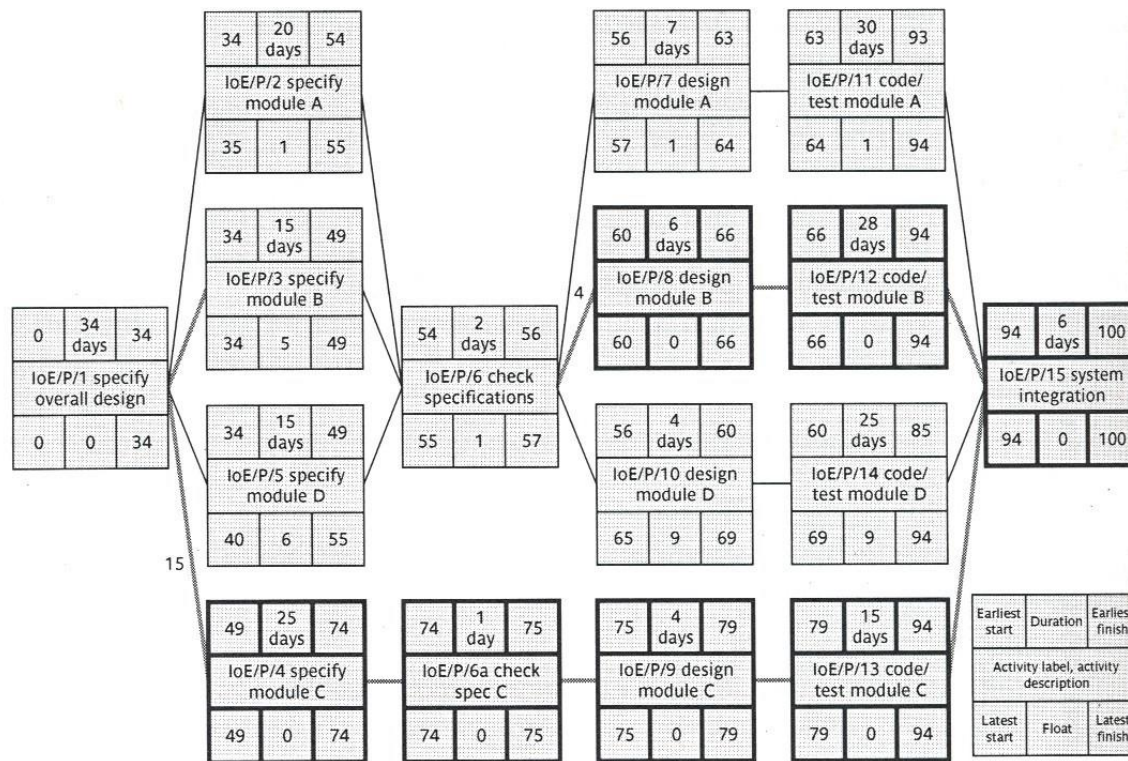 34 20 days 54
IoE/P/2 specify
module A
35 1 55
56 7 days 63
IoE/P/7 design
module A
57 1 64
63 30 days 93
IoE/P/11 code/
test module A
64 1 94
34 15 days 49
IoE/P/3 specify
module B
34 5 49
4
60 6 days 66
IoE/P/8 design
module B
60 0 66
66 28 days 94
IoE/P/12 code/
test module B
66 0 94
0 34 days 34
IoE/P/1 specify
overall design
0 0 34
54 2 days 56
IoE/P/6 check
specifications
55 1 57
94 6 days 100
IoE/P/15 system
integration
94 0 100
34 15 days 49
IoE/P/5 specify
module D
40 6 55
56 4 days 60
IoE/P/10 design
module D
65 9 69
60 25 days 85
IoE/P/14 code/
test module D
69 9 94
15
49 25 days 74
IoE/P/4 specify
module C
49 0 74
74 1 day 75
IoE/P/6a check
spec C
74 0 75
75 4 days 79
IoE/P/9 design
module C
75 0 79
79 15 days 94
IoE/P/13 code/
test module C
79 0 94
Earliest start Duration Earliest finish
Activity label, activity
description
Latest start Float Latest finish